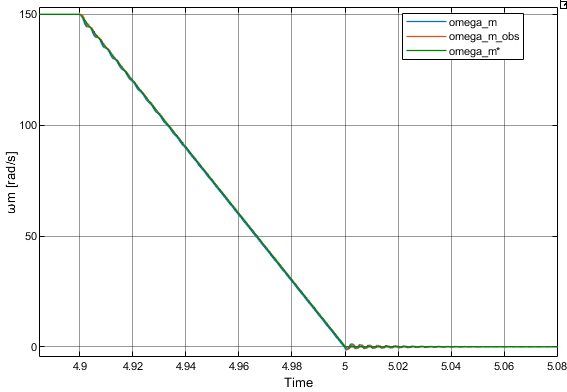 150
100
50
0
ωm [rad/s]
omega_m
omega_m_obs
omega_m*
4.9 4.92 4.94 4.96 4.98 5 5.02 5.04 5.06 5.08
Time